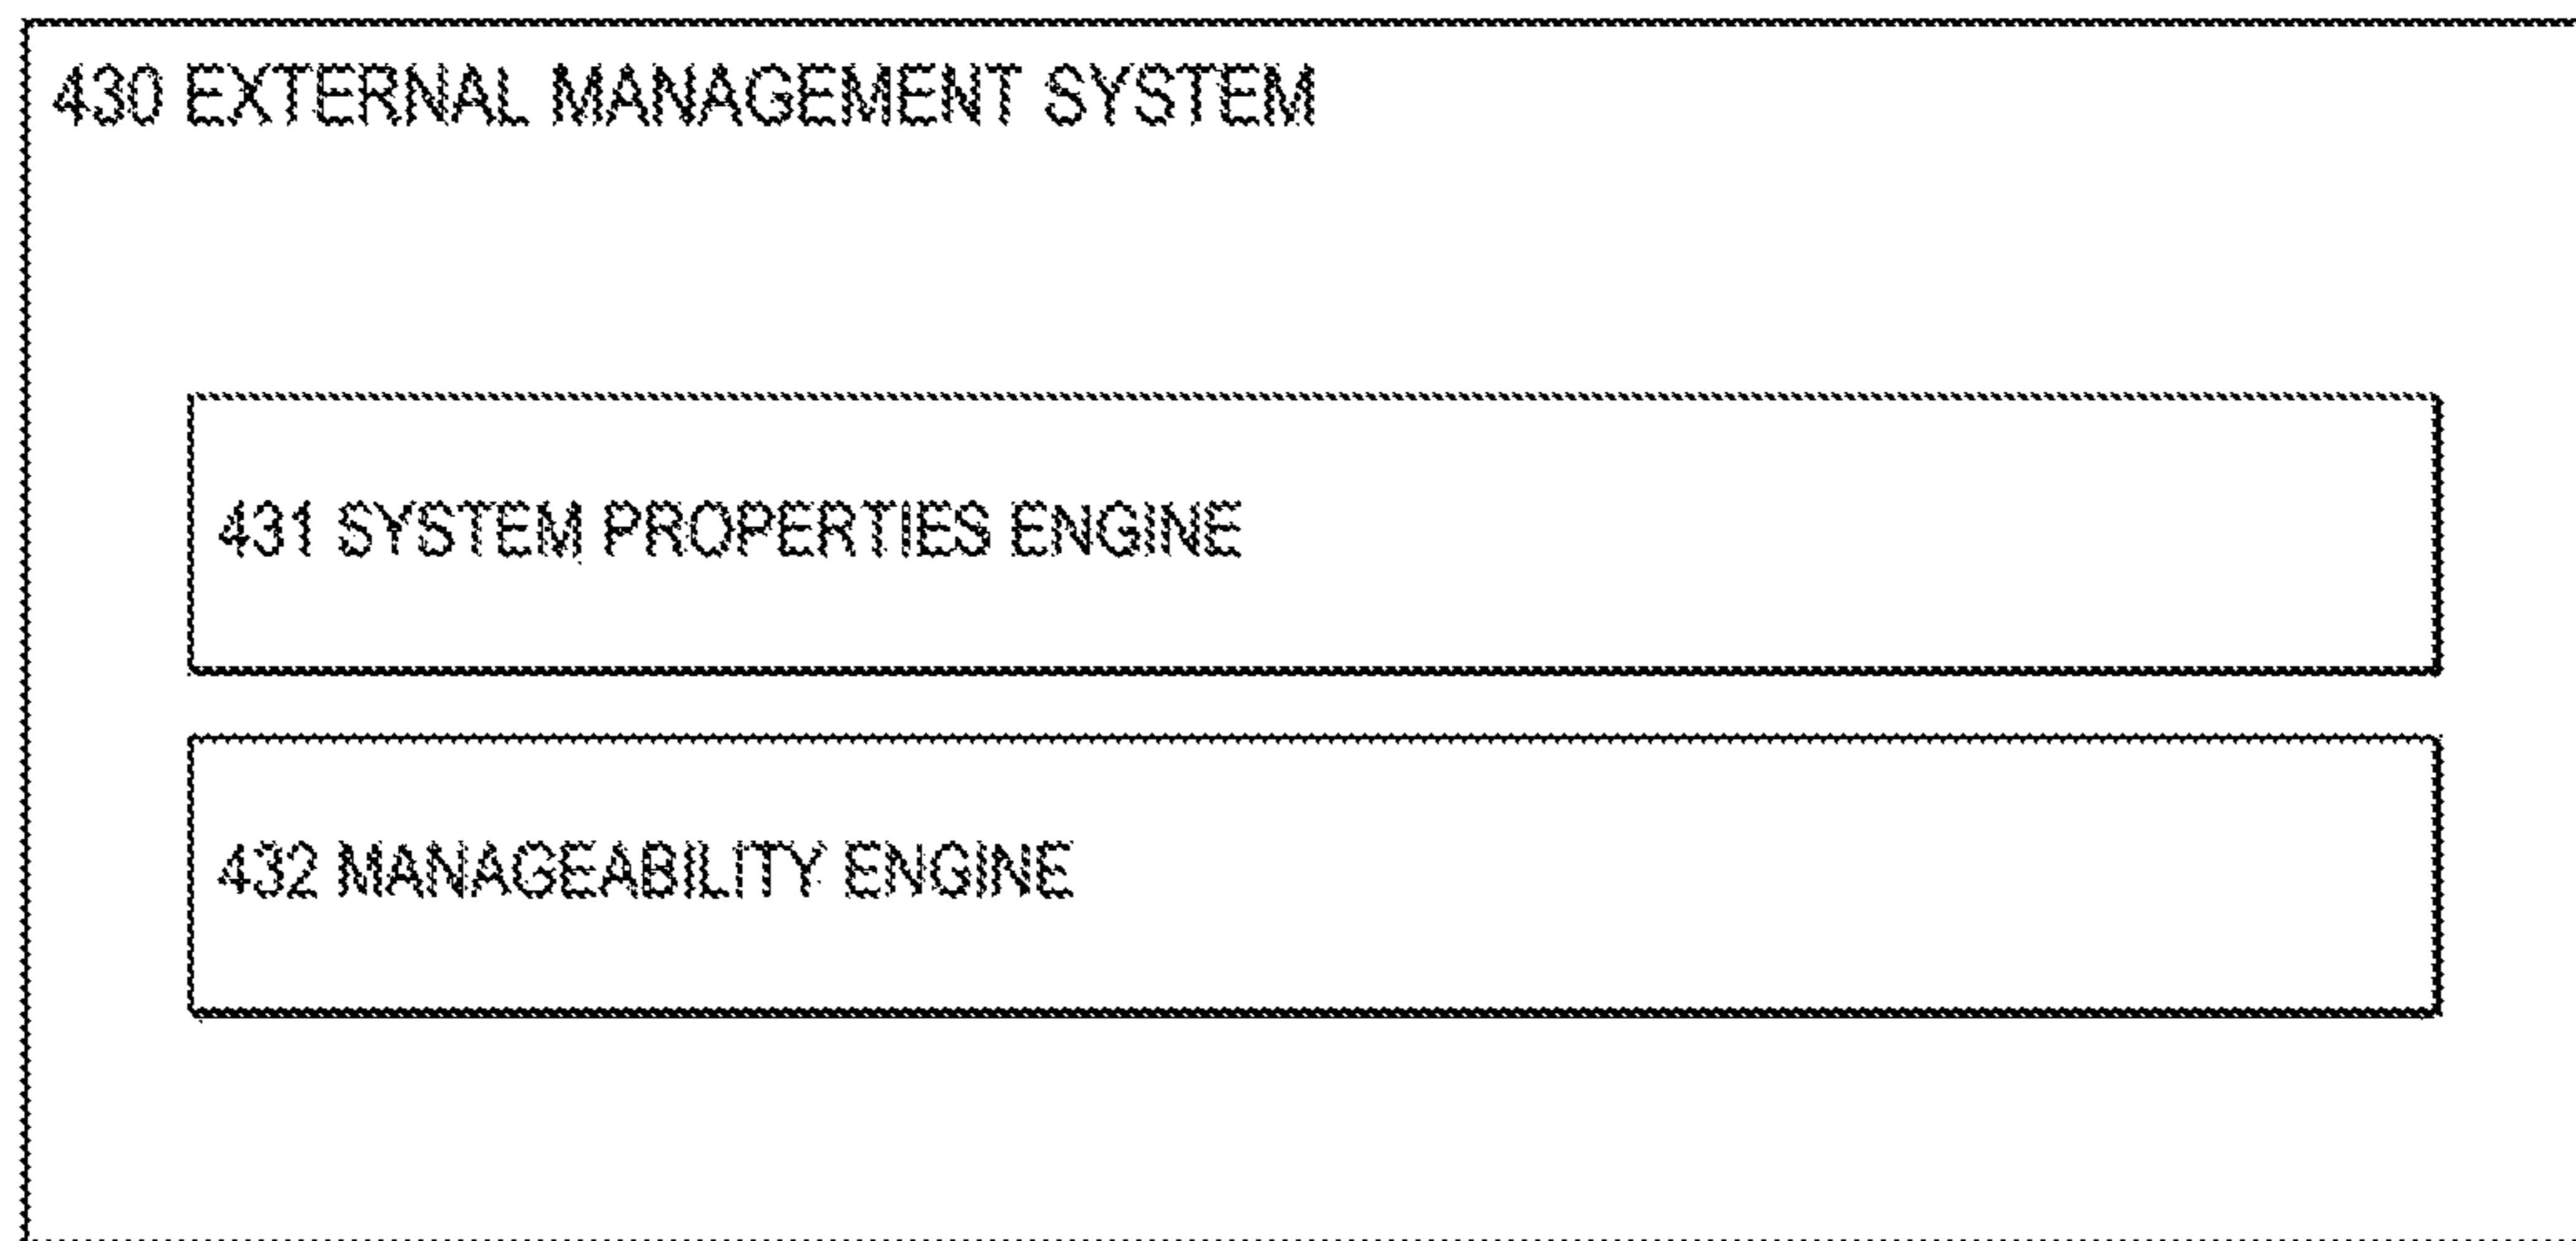 430 EXTERNAL MANAGEMENT SYSTEM
431 SYSTEM PROPERTIES ENGINE
432 MANAGEABILITY ENGINE